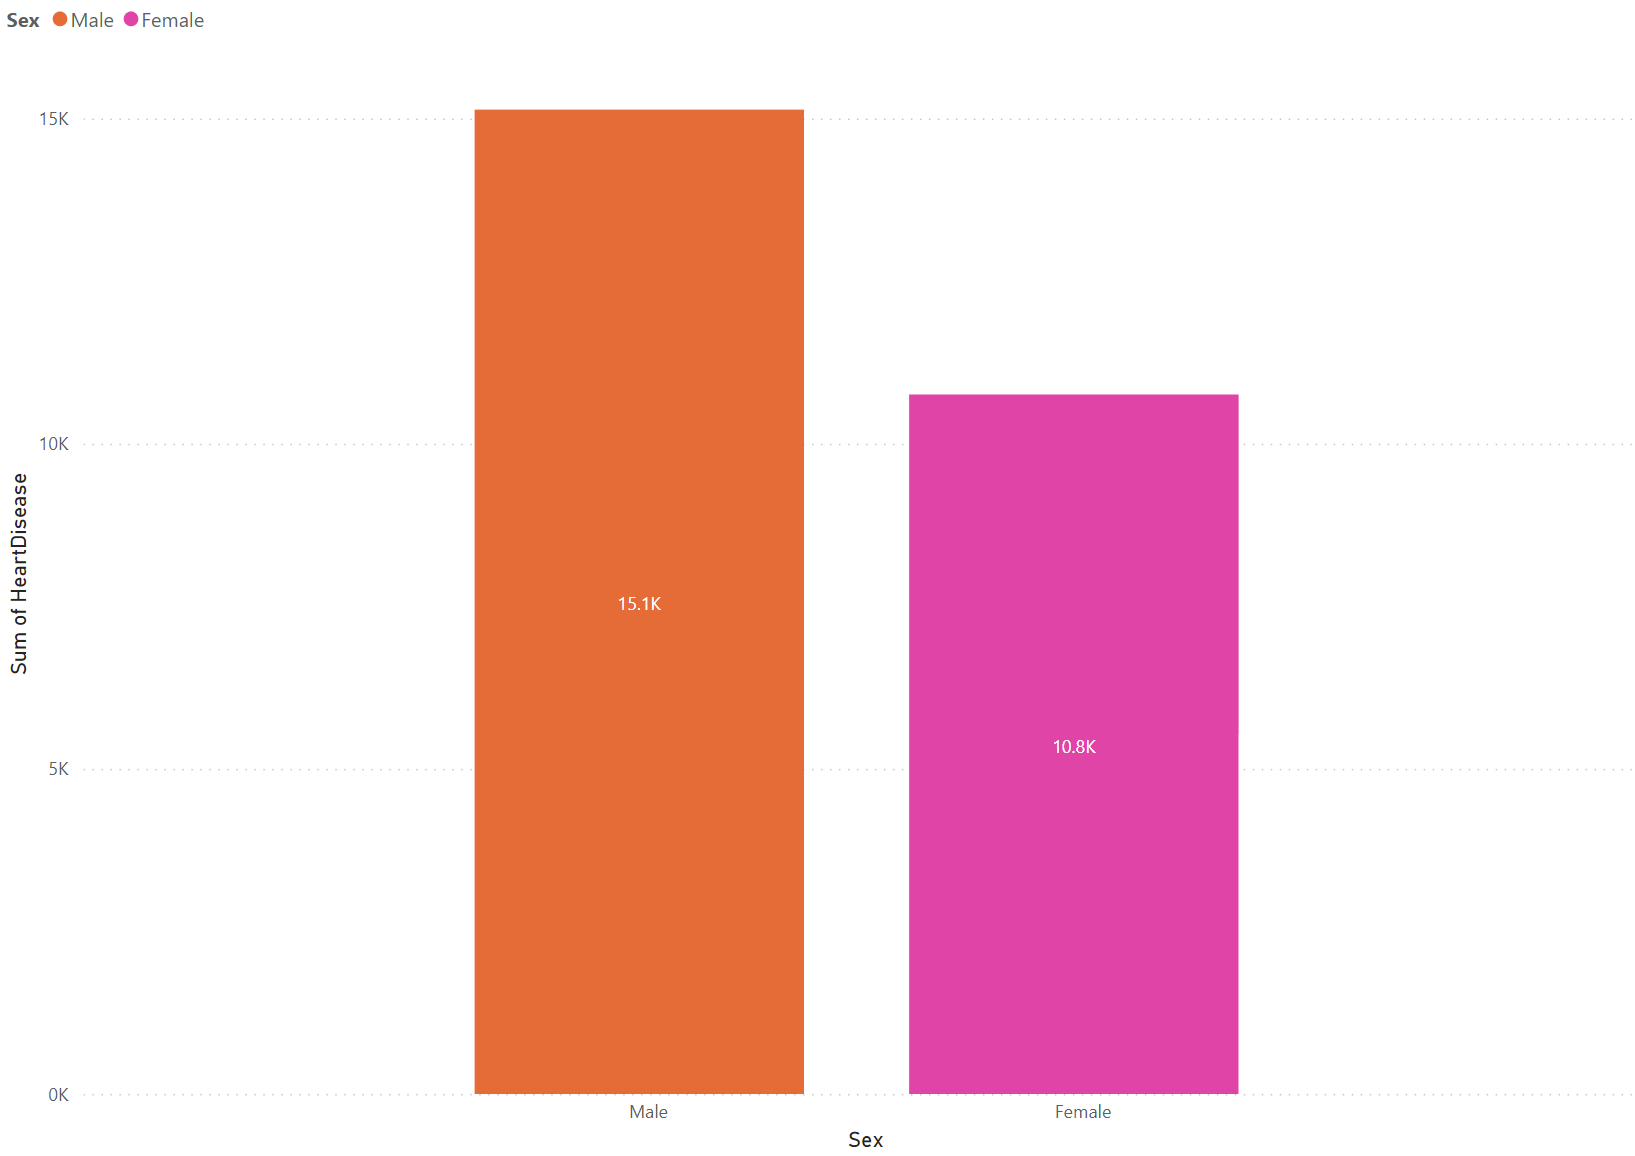 Sex Male Female
15K
10K
5K
0K
Sum of HeartDisease
15.1K
10.8K
Male Female
Sex